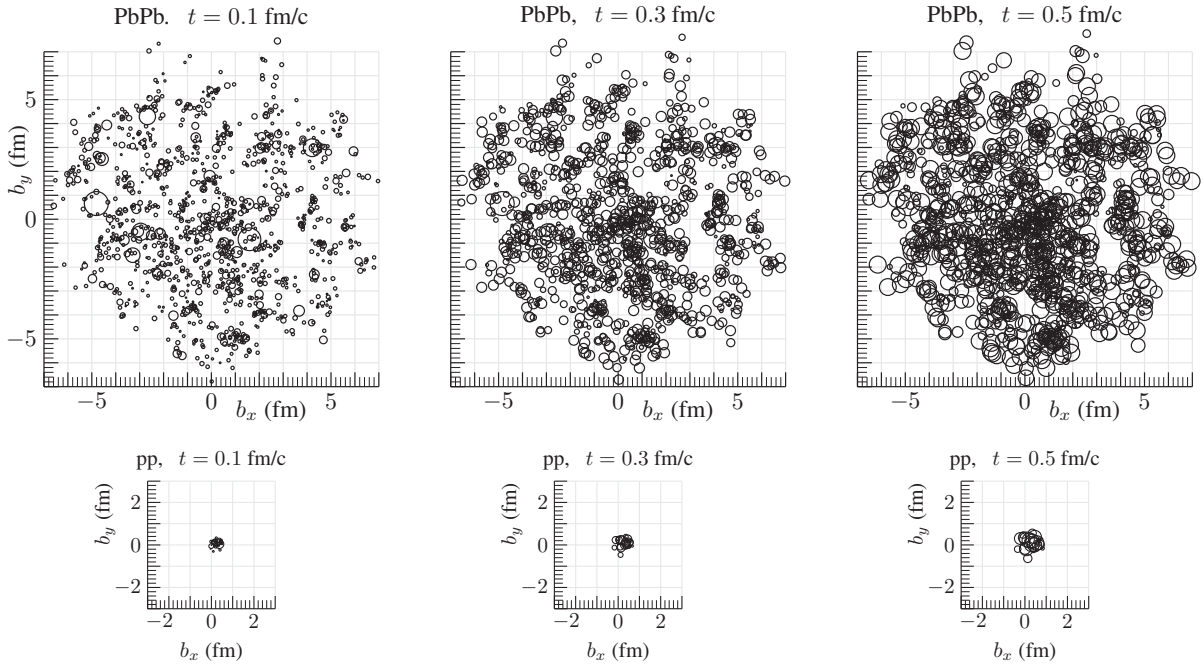 PbPb. t = 0.1 fm/c
PbPb, t = 0.3 fm/c
PbPb, t = 0.5 fm/c
b_y (fm)
5
0
−5
−5 0 b_x (fm) 5
5
0
−5
−5 0 b_x (fm) 5
−5 0 b_x (fm) 5
pp, t = 0.1 fm/c
pp, t = 0.3 fm/c
pp, t = 0.5 fm/c
b_y (fm)
2
0
−2
−2 0 2
b_x (fm)
b_y (fm)
2
0
−2
−2 0 2
b_x (fm)
b_y (fm)
2
0
−2
−2 0 2
b_x (fm)